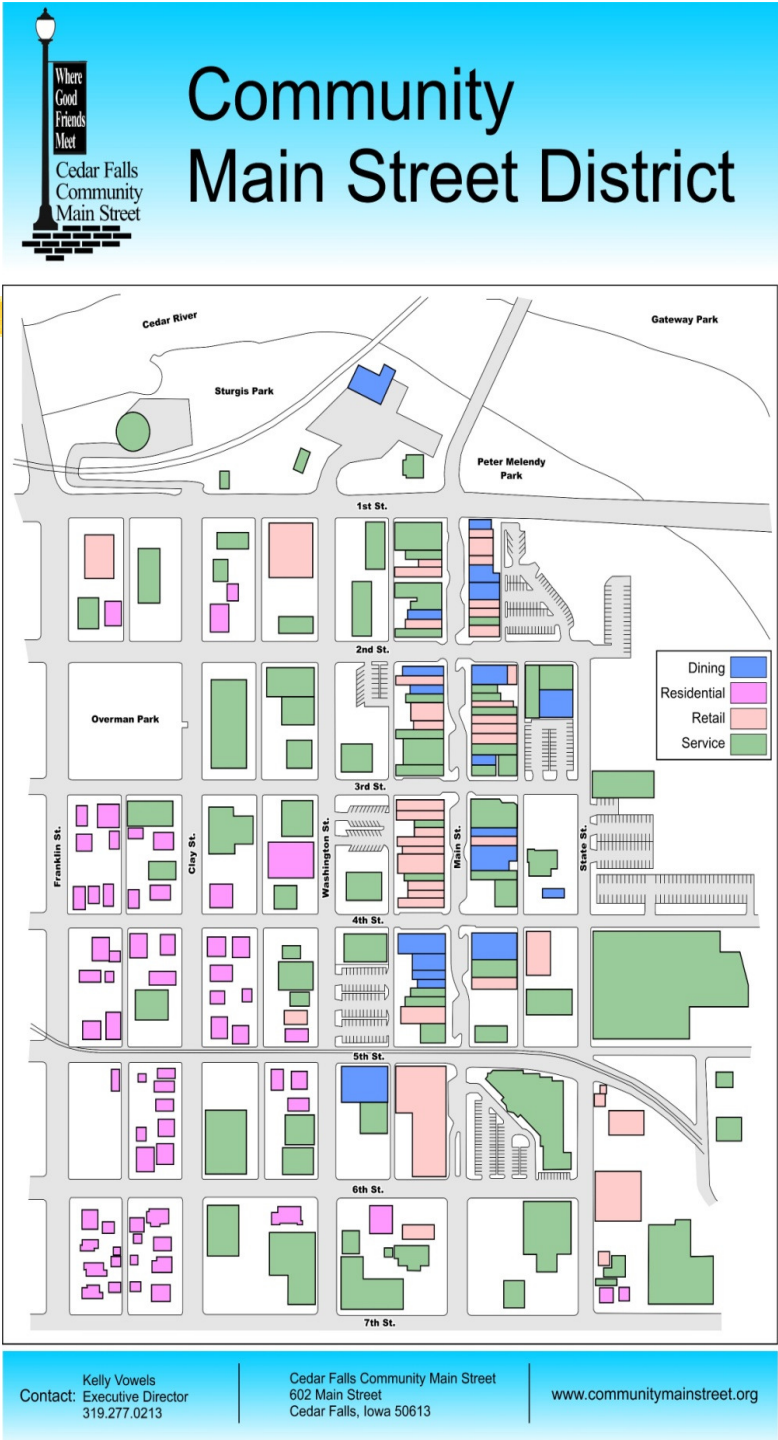 Where
Good
Friends
Meet
Cedar Falls
Community
Main Street
Community
Main Street District
Cedar River
Gateway Park
Sturgis Park
Peter Melendy
Park
1st St.
2nd St.
Dining
Residential
Retail
Service
Overman Park
3rd St.
Franklin St.
Clay St.
Washington St.
Main St.
State St.
4th St.
5th St.
6th St.
7th St.
Contact:
Kelly Vowels
Executive Director
319.277.0213
Cedar Falls Community Main Street
602 Main Street
Cedar Falls, Iowa 50613
www.communitymainstreet.org